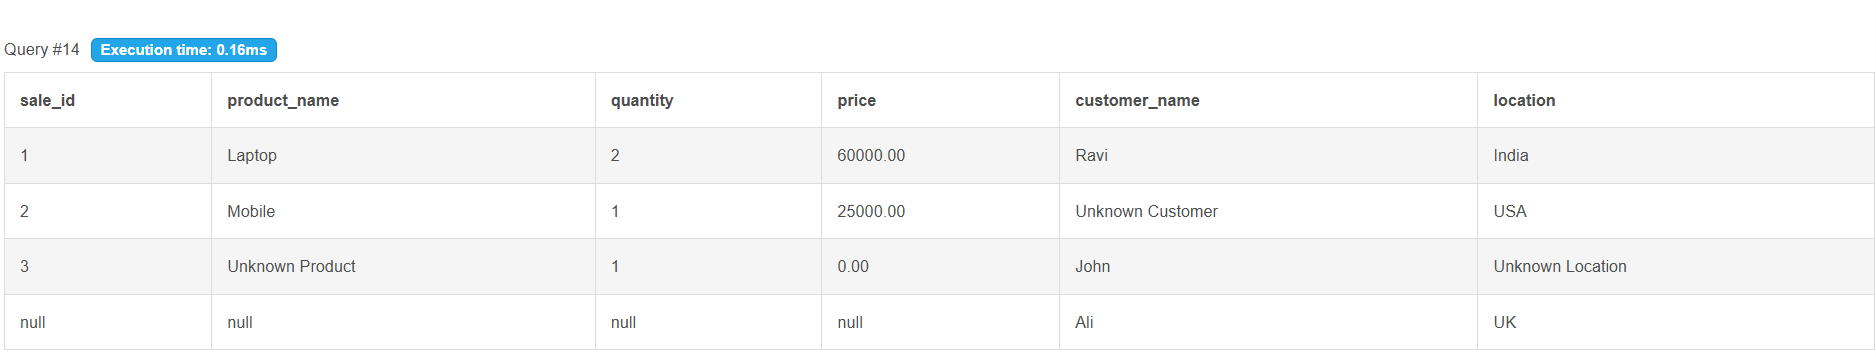 Query #14 Execution time: 0.16ms
sale_id product_name quantity price customer_name location
1 Laptop 2 60000.00 Ravi India
2 Mobile 1 25000.00 Unknown Customer USA
3 Unknown Product 1 0.00 John Unknown Location
null null null null Ali UK